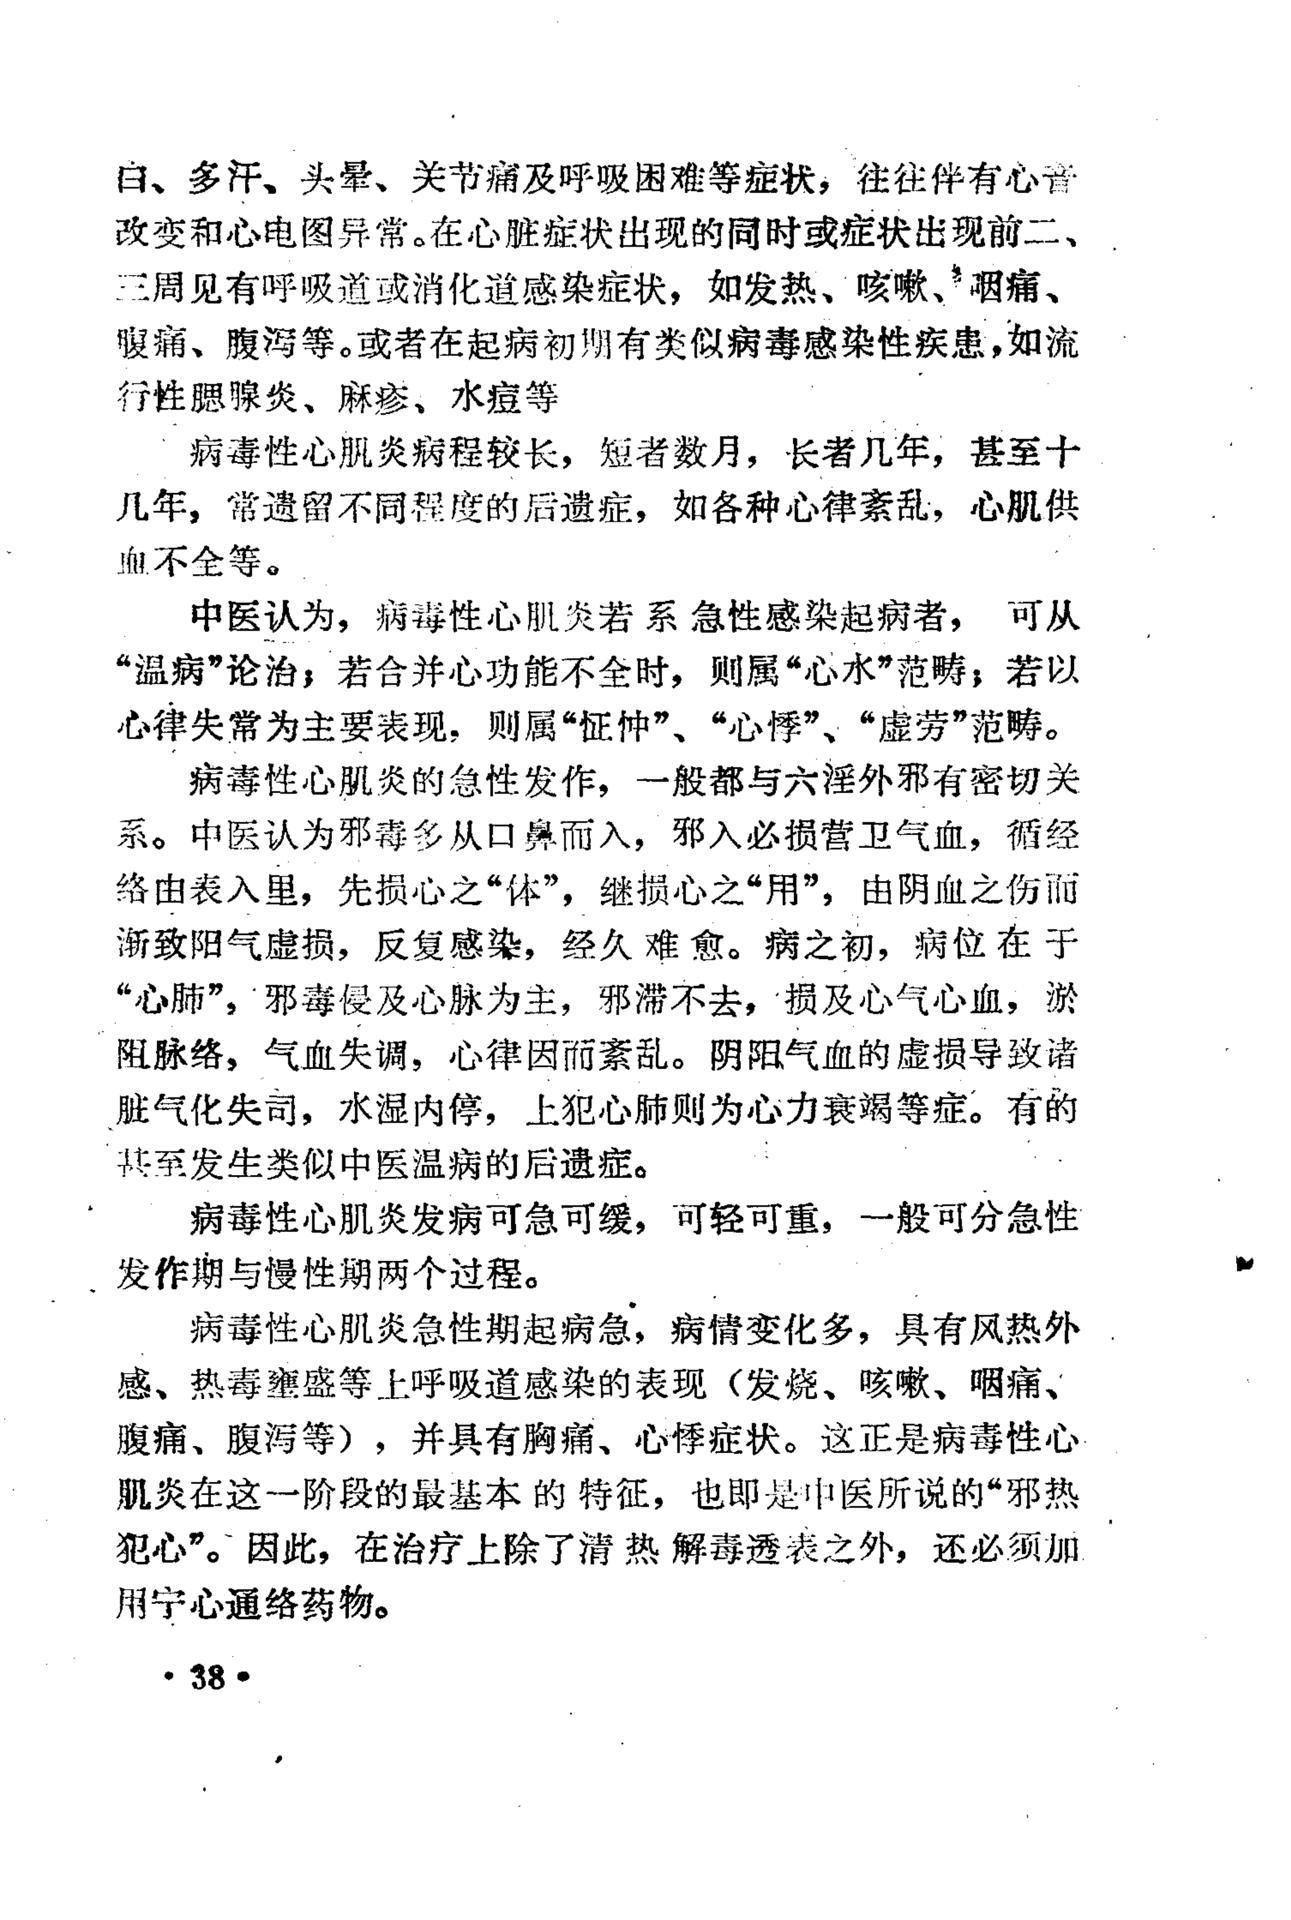 白、多汗、头晕、关节痛及呼吸困难等症状，往往伴有心音
改变和心电图异常。在心脏症状出现的同时或症状出现前二、
三周见有呼吸道或消化道感染症状，如发热、咳嗽、咽痛、
腹痛、腹泻等。或者在起病初期有类似病毒感染性疾患，如流
行性腮腺炎、麻疹、水痘等
病毒性心肌炎病程较长，短者数月，长者几年，甚至十
几年，常遗留不同程度的后遗症，如各种心律紊乱，心肌供
血不全等。
中医认为，病毒性心肌炎若系急性感染起病者，可从
“温病”论治；若合并心功能不全时，则属“心水”范畴；若以
心律失常为主要表现，则属“怔忡”、“心悸”、“虚劳”范畴。
病毒性心肌炎的急性发作，一般都与六淫外邪有密切关
系。中医认为邪毒多从口鼻而入，邪入必损营卫气血，循经
络由表入里，先损心之“体”，继损心之“用”，由阴血之伤而
渐致阳气虚损，反复感染，经久难愈。病之初，病位在于
“心肺”，邪毒侵及心脉为主，邪滞不去，损及心气心血，淤
阻脉络，气血失调，心律因而紊乱。阴阳气血的虚损导致诸
脏气化失司，水湿内停，上犯心肺则为心力衰竭等症。有的
甚至发生类似中医温病的后遗症。
病毒性心肌炎发病可急可缓，可轻可重，一般可分急性
发作期与慢性期两个过程。
病毒性心肌炎急性期起病急，病情变化多，具有风热外
感、热毒壅盛等上呼吸道感染的表现（发烧、咳嗽、咽痛、
腹痛、腹泻等），并具有胸痛、心悸症状。这正是病毒性心
肌炎在这一阶段的最基本的特征，也即是中医所说的“邪热
犯心”。因此，在治疗上除了清热解毒透表之外，还必须加
用宁心通络药物。
·38·